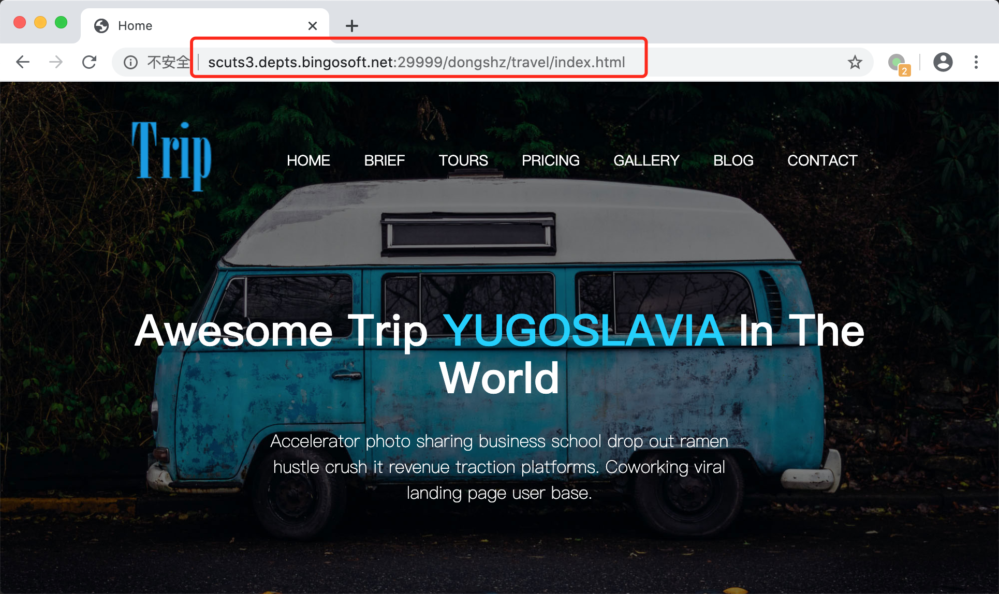 Home
不安全 scuts3.depts.bingosoft.net:29999/dongshz/travel/index.html
2
Trip
HOME BRIEF TOURS PRICING GALLERY BLOG CONTACT
Awesome Trip YUGOSLAVIA In The
World
Accelerator photo sharing business school drop out ramen
hustle crush it revenue traction platforms. Coworking viral
landing page user base.